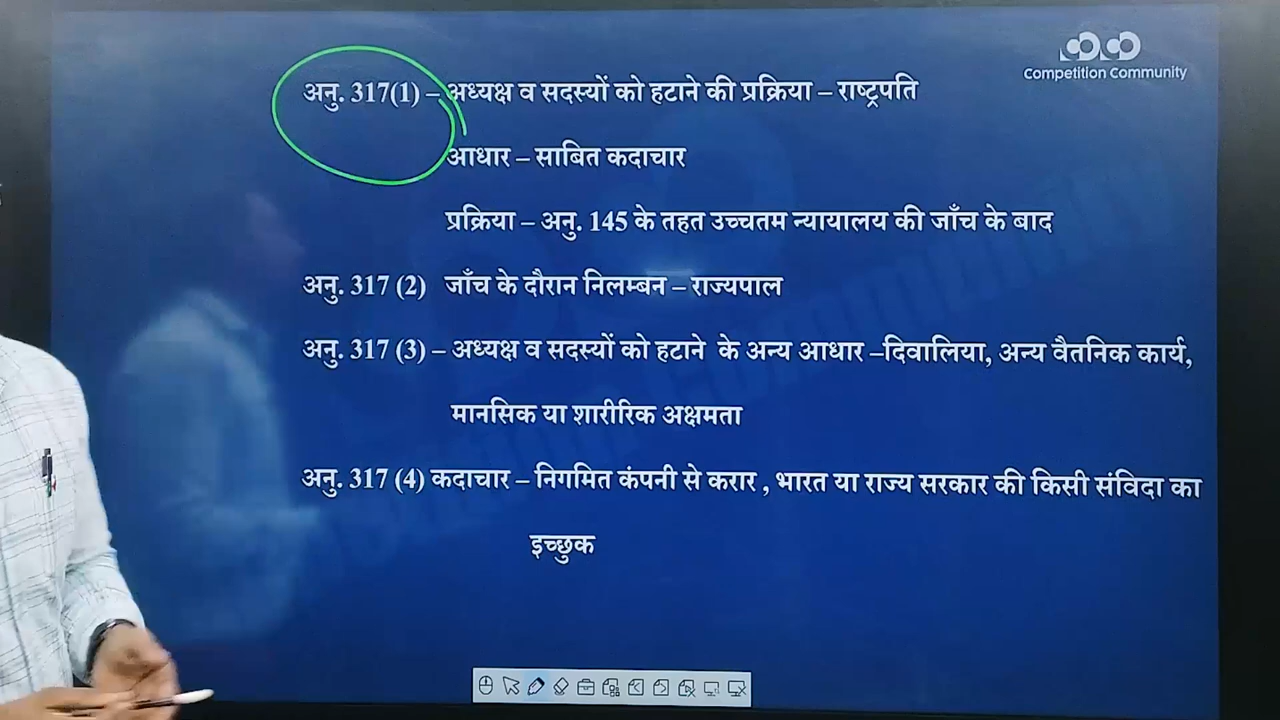 Competition Community
अनु. 317(1) – अध्यक्ष व सदस्यों को हटाने की प्रक्रिया – राष्ट्रपति
आधार – साबित कदाचार
प्रक्रिया – अनु. 145 के तहत उच्चतम न्यायालय की जाँच के बाद
अनु. 317 (2) जाँच के दौरान निलम्बन – राज्यपाल
अनु. 317 (3) – अध्यक्ष व सदस्यों को हटाने के अन्य आधार –दिवालिया, अन्य वैतनिक कार्य,
मानसिक या शारीरिक अक्षमता
अनु. 317 (4) कदाचार – निगमित कंपनी से करार , भारत या राज्य सरकार की किसी संविदा का
इच्छुक